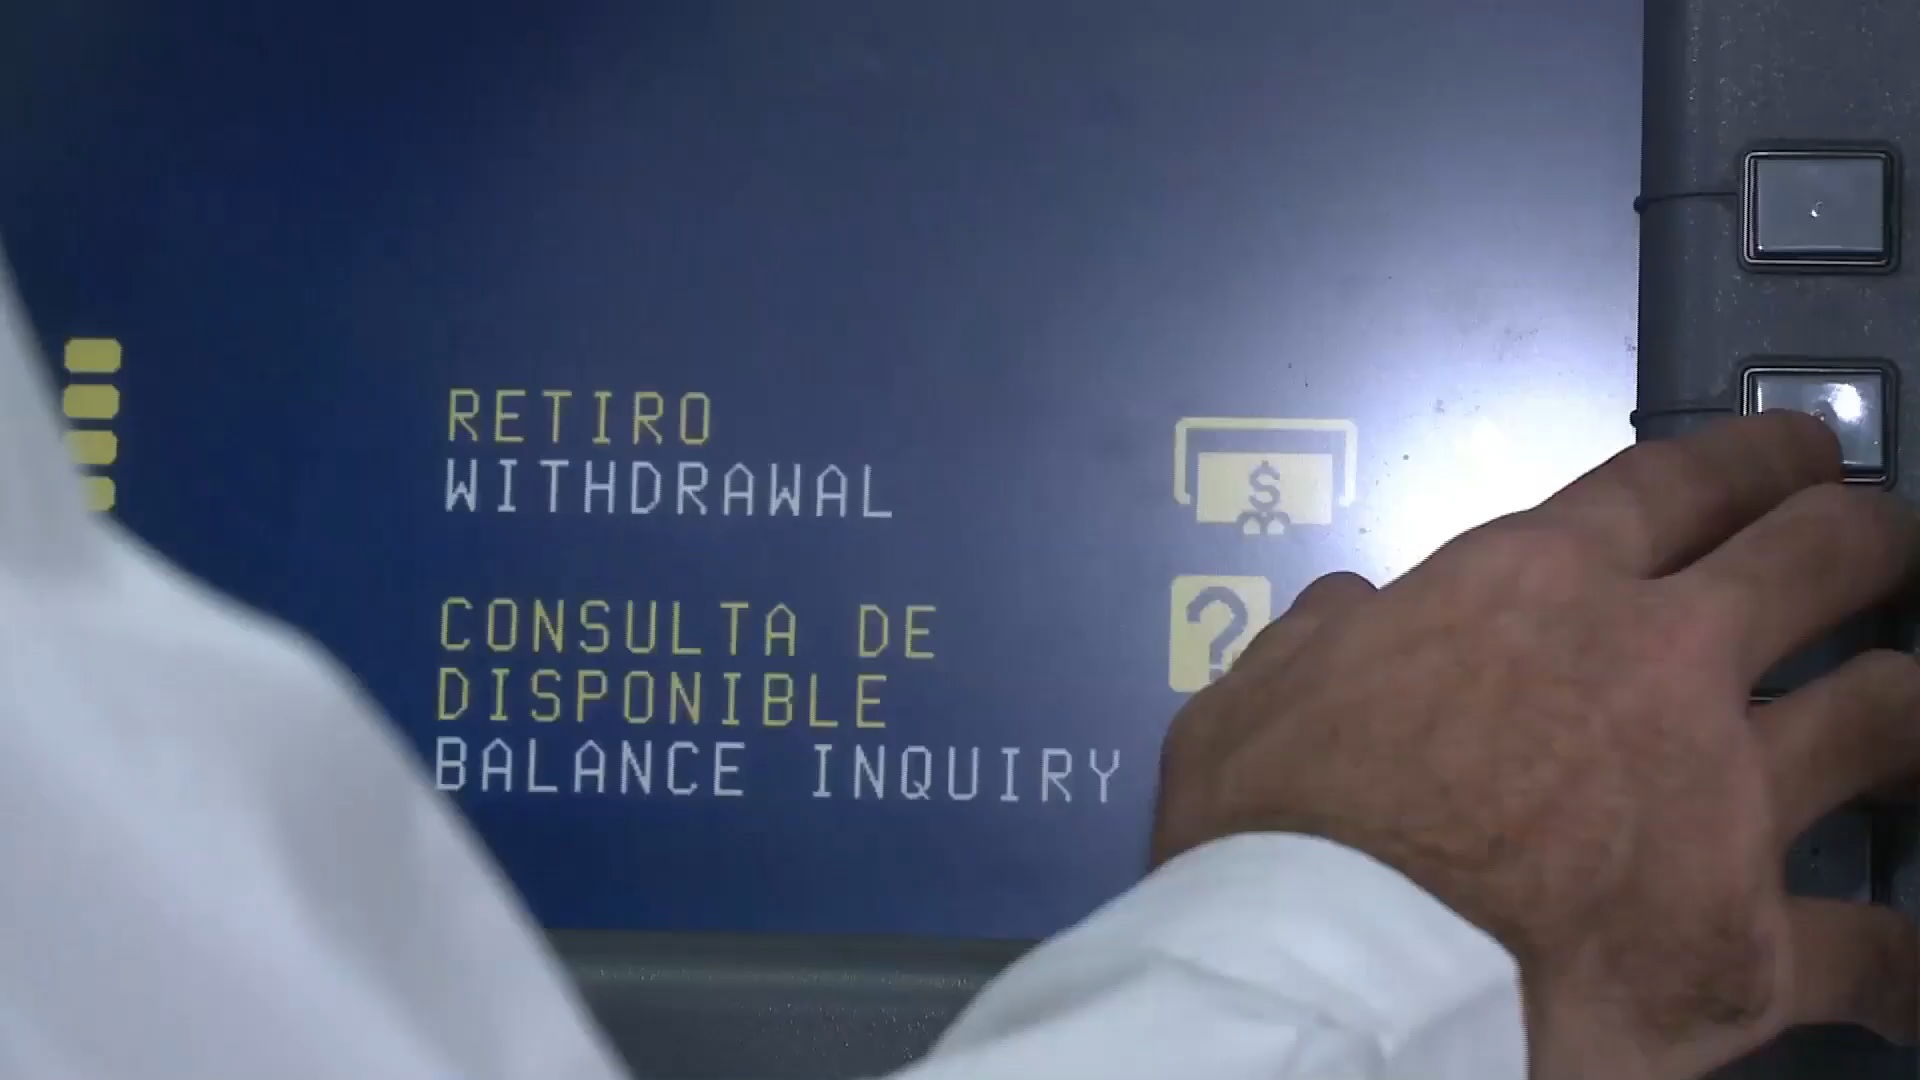 RETIRO
WITHDRAWAL
$
CONSULTA DE
DISPONIBLE
BALANCE INQUIRY
?